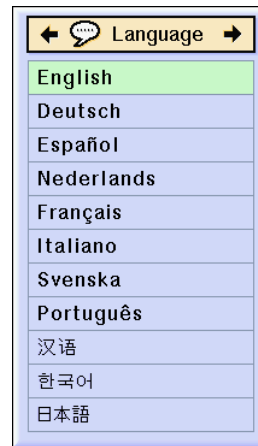 Language
English
Deutsch
Español
Nederlands
Français
Italiano
Svenska
Português
汉语
한국어
日本語